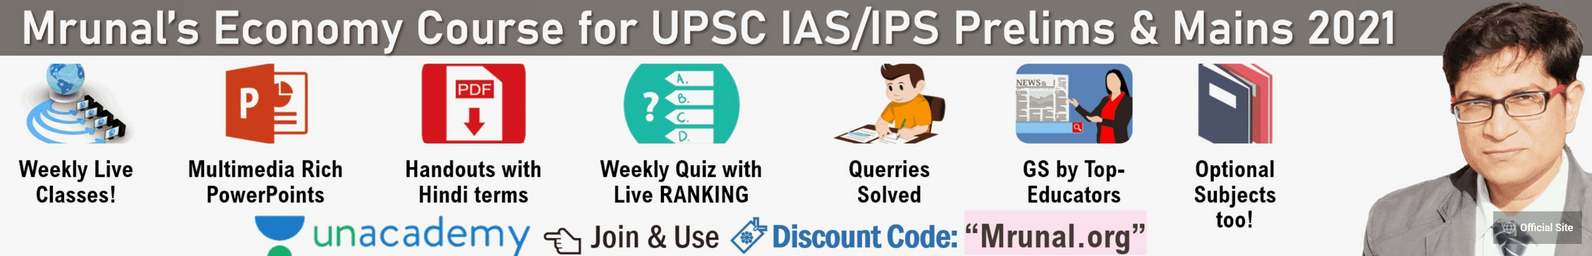 Mrunal's Economy Course for UPSC IAS/IPS Prelims & Mains 2021
P
PDF
?
A.
B.
C.
D.
NEWS
Weekly Live
Classes!
Multimedia Rich
PowerPoints
Handouts with
Hindi terms
Weekly Quiz with
Live RANKING
Querries
Solved
GS by Top-
Educators
Optional
Subjects
too!
unacademy Join & Use Discount Code: “Mrunal.org”
Official Site